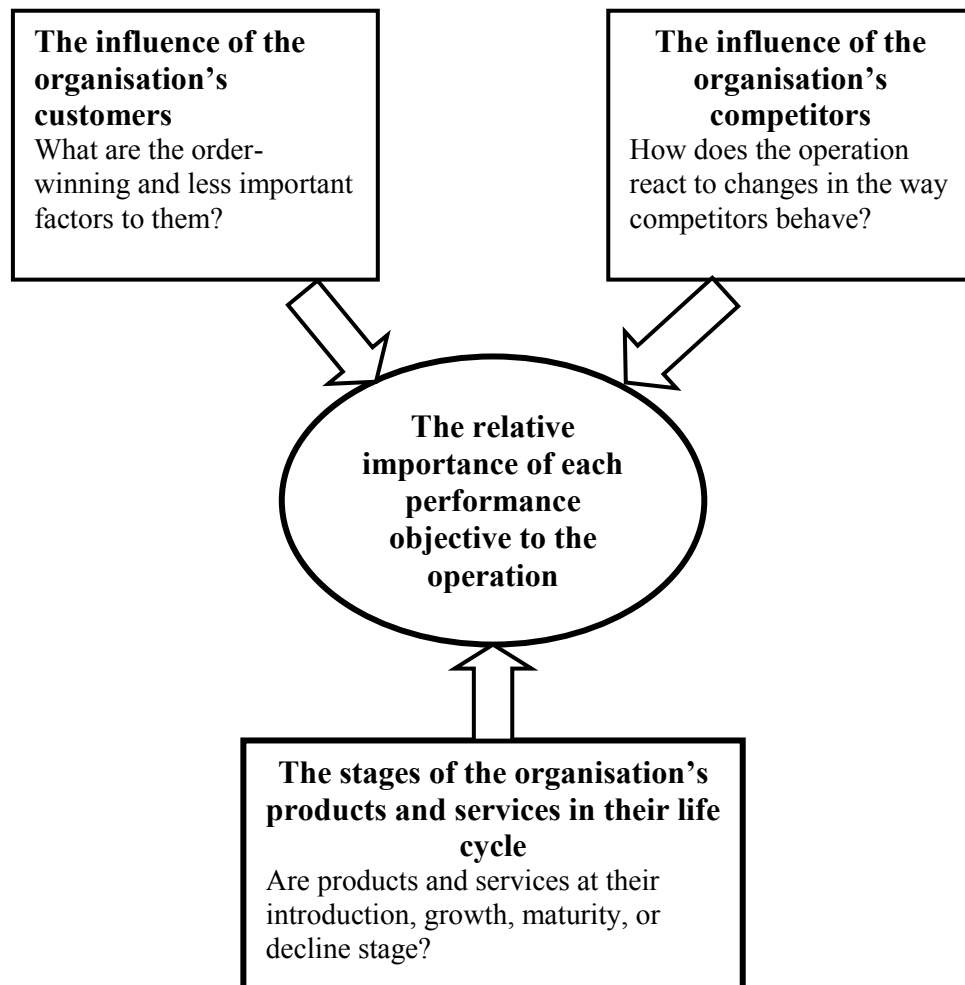 The influence of the
organisation’s
customers
What are the order-
winning and less important
factors to them?
The influence of the
organisation’s
competitors
How does the operation
react to changes in the way
competitors behave?
The relative
importance of each
performance
objective to the
operation
The stages of the organisation’s
products and services in their life
cycle
Are products and services at their
introduction, growth, maturity, or
decline stage?